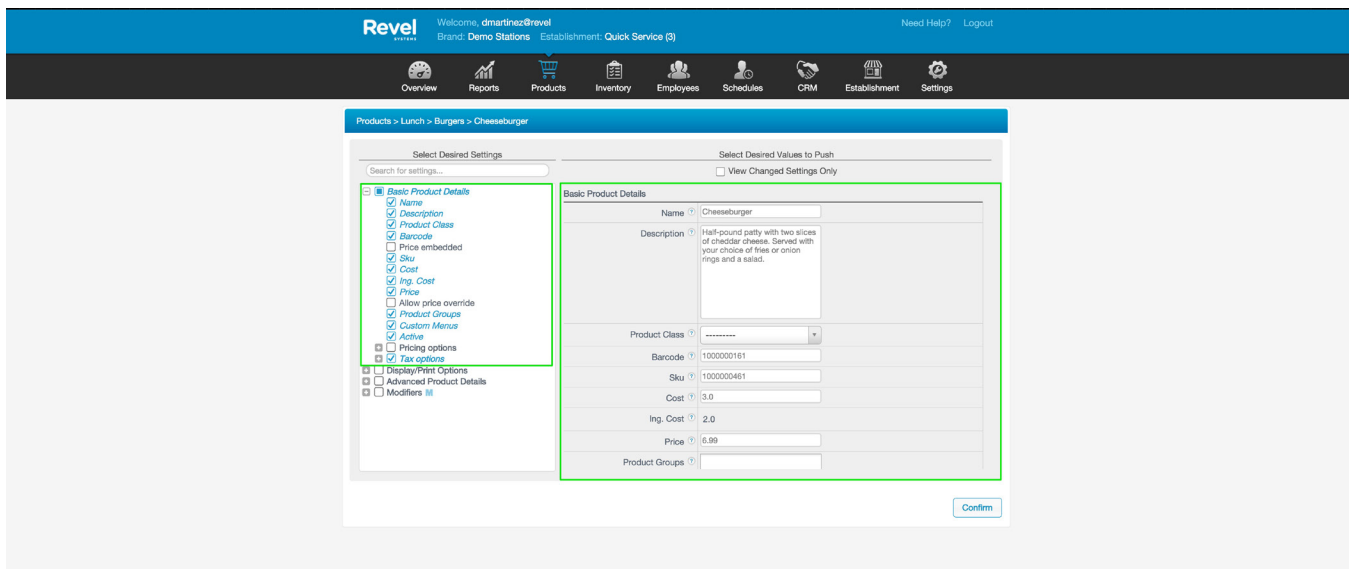 Revel
SYSTEMS
Welcome, dmartinez@revel
Brand: Demo Stations Establishment: Quick Service (3)
Need Help? Logout
Overview Reports Products Inventory Employees Schedules CRM Establishment Settings
Products > Lunch > Burgers > Cheeseburger
Select Desired Settings
Search for settings...
Basic Product Details
Name
Description
Product Class
Barcode
Price embedded
Sku
Cost
Ing. Cost
Price
Allow price override
Product Groups
Custom Menus
Active
Pricing options
Tax options
Display/Print Options
Advanced Product Details
Modifiers M
Select Desired Values to Push
View Changed Settings Only
Basic Product Details
Name ? Cheeseburger
Description ? Half-pound patty with two slices
of cheddar cheese. Served with
your choice of fries or onion
rings and a salad.
Product Class ? ---------
Barcode ? 1000000161
Sku ? 1000000461
Cost ? 3.0
Ing. Cost ? 2.0
Price ? 6.99
Product Groups ?
Confirm